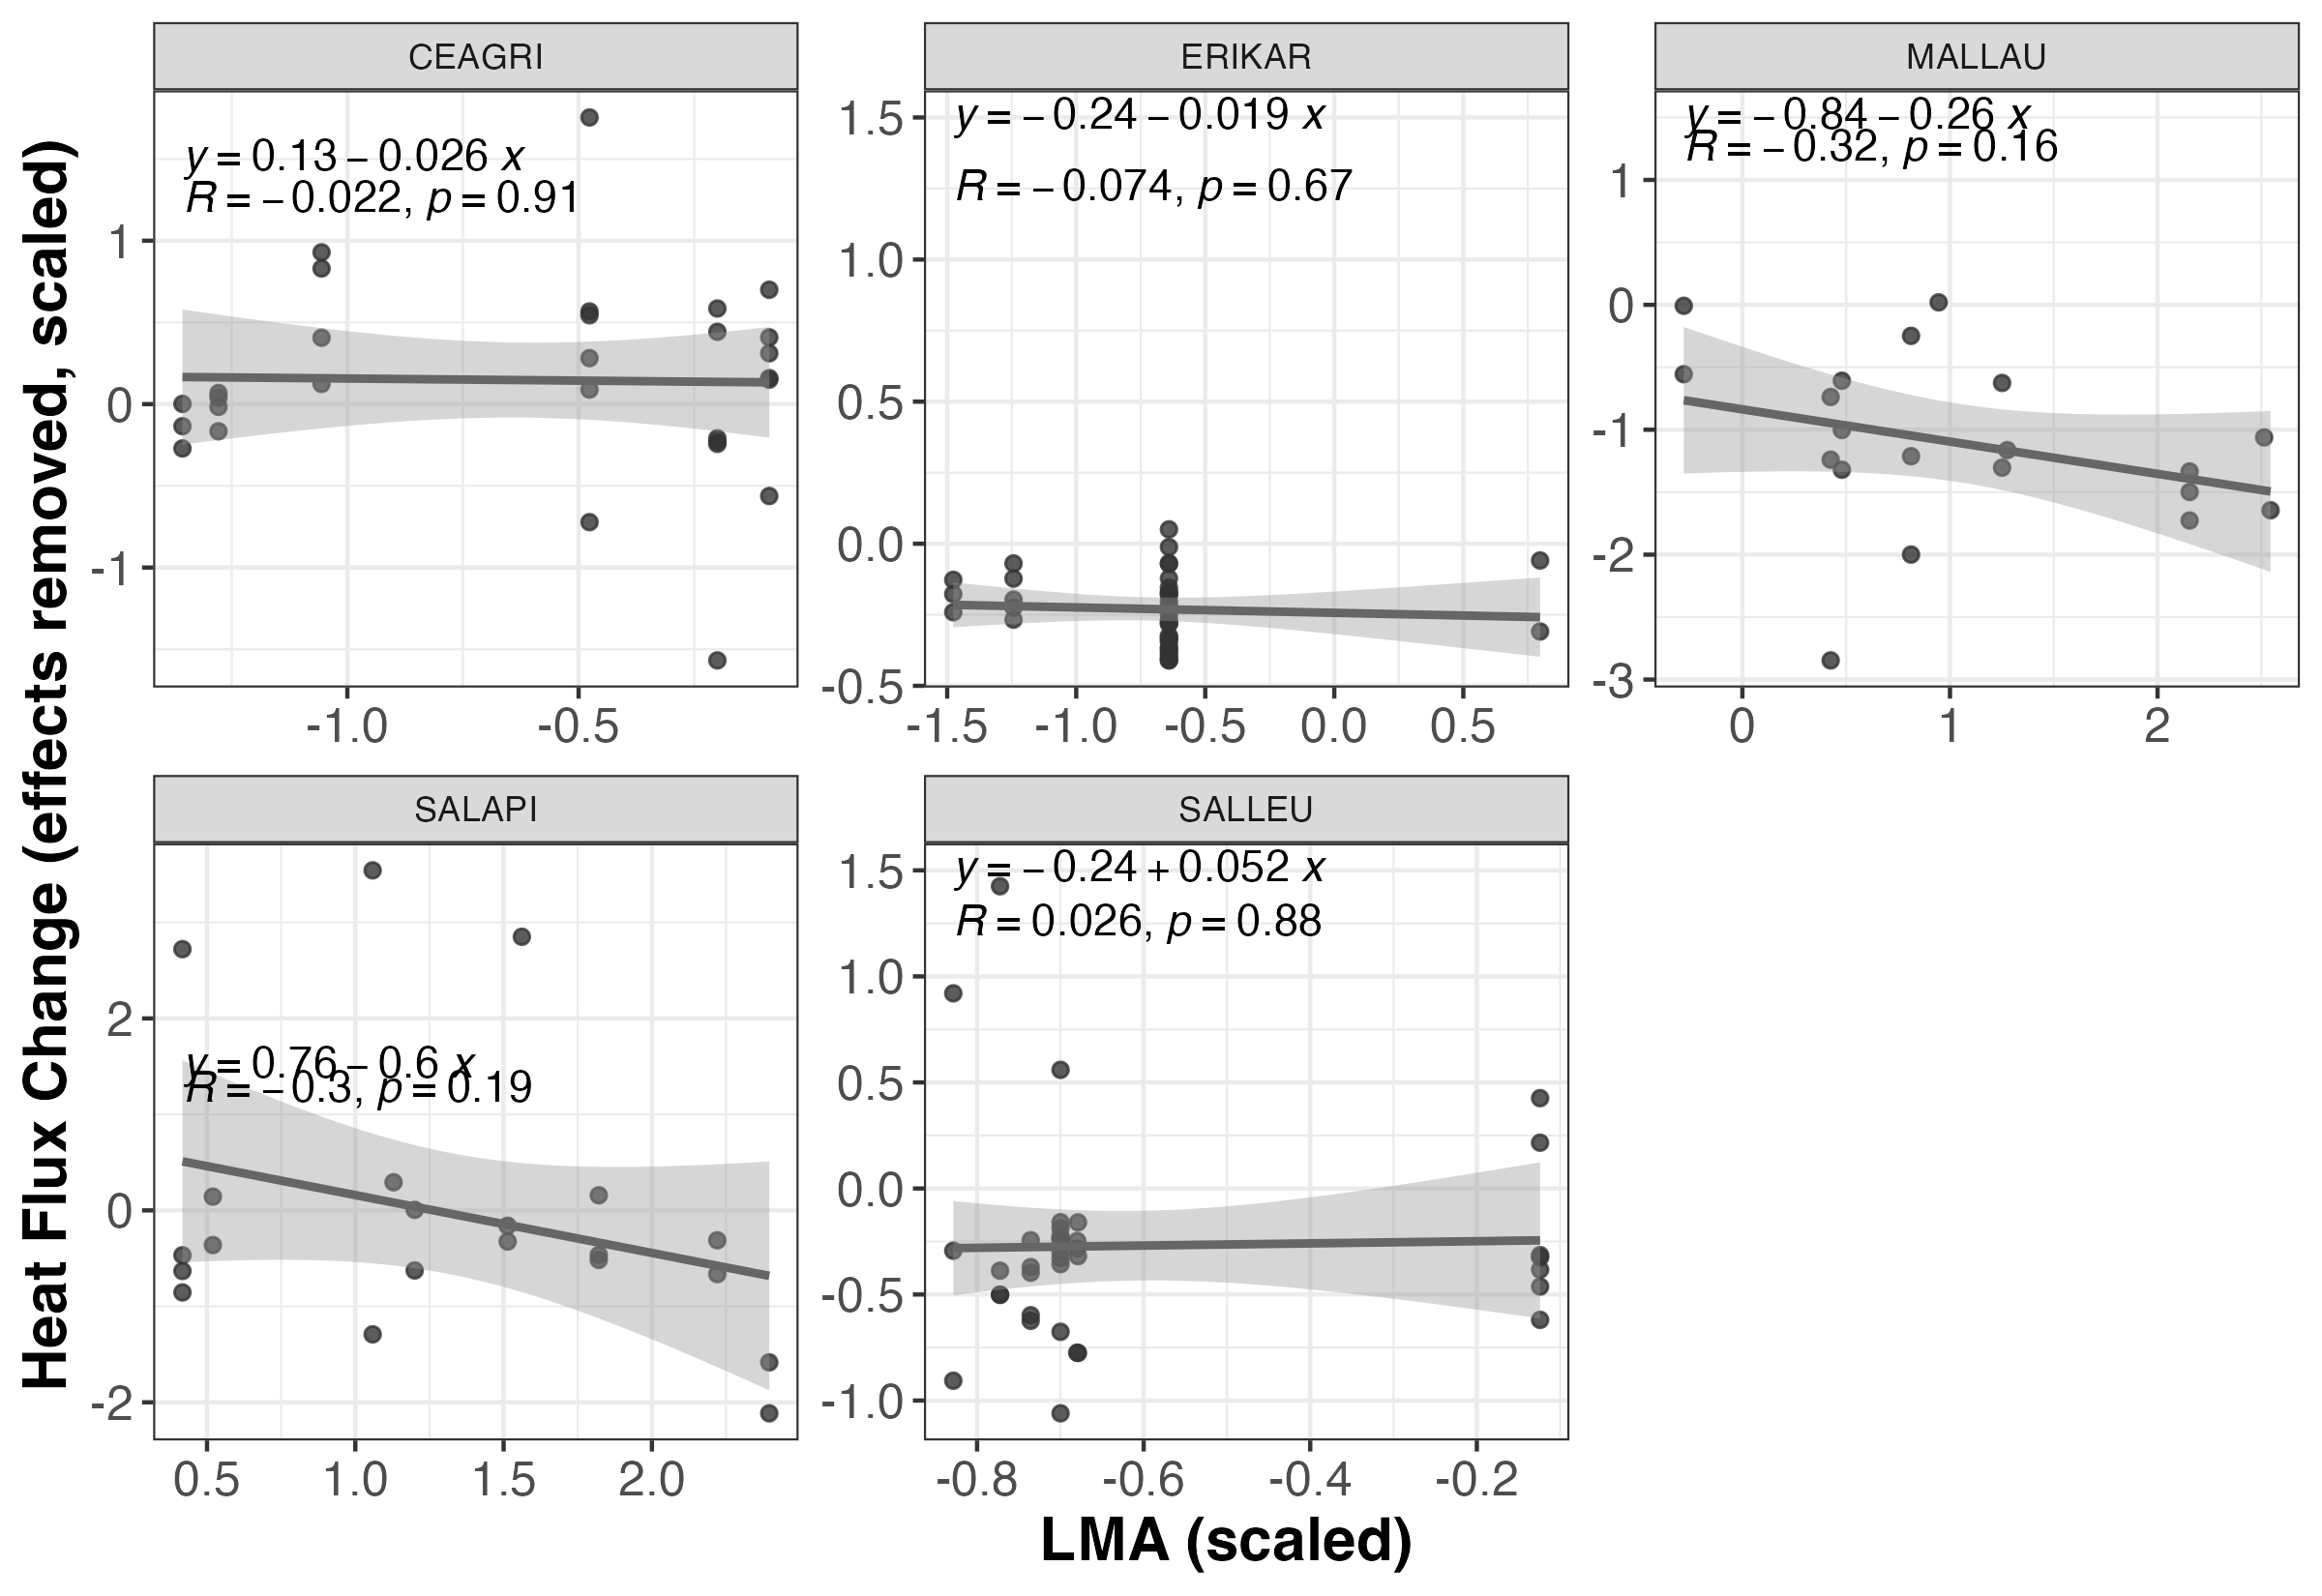 CEAGRI
ERIKAR
MALLAU
y = 0.13 − 0.026 x
R = −0.022, p = 0.91
y = −0.24 − 0.019 x
R = −0.074, p = 0.67
y = −0.84 − 0.26 x
R = −0.32, p = 0.16
1
0
-1
1.5
1.0
0.5
0.0
-0.5
1
0
-1
-2
-3
-1.0 -0.5
-1.5 -1.0 -0.5 0.0 0.5
0 1 2
SALAPI
SALLEU
y = 0.76 − 0.6 x
R = −0.3, p = 0.19
y = −0.24 + 0.052 x
R = 0.026, p = 0.88
2
0
-2
1.5
1.0
0.5
0.0
-0.5
-1.0
0.5 1.0 1.5 2.0
-0.8 -0.6 -0.4 -0.2
LMA (scaled)
Heat Flux Change (effects removed, scaled)